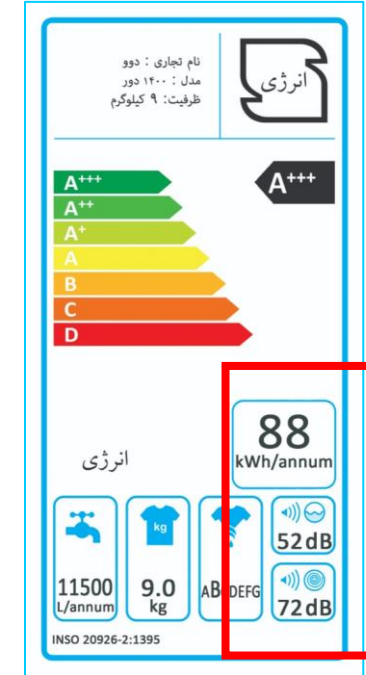 نام تجاری : دوو
مدل : ۱۴۰۰ دور
ظرفیت: ۹ کیلوگرم
انرژی
A+++
A+++
A++
A+
A
B
C
D
88
kWh/annum
انرژی
kg
52dB
11500
L/annum
9.0
kg
ABCDEFG
72dB
INSO 20926-2:1395